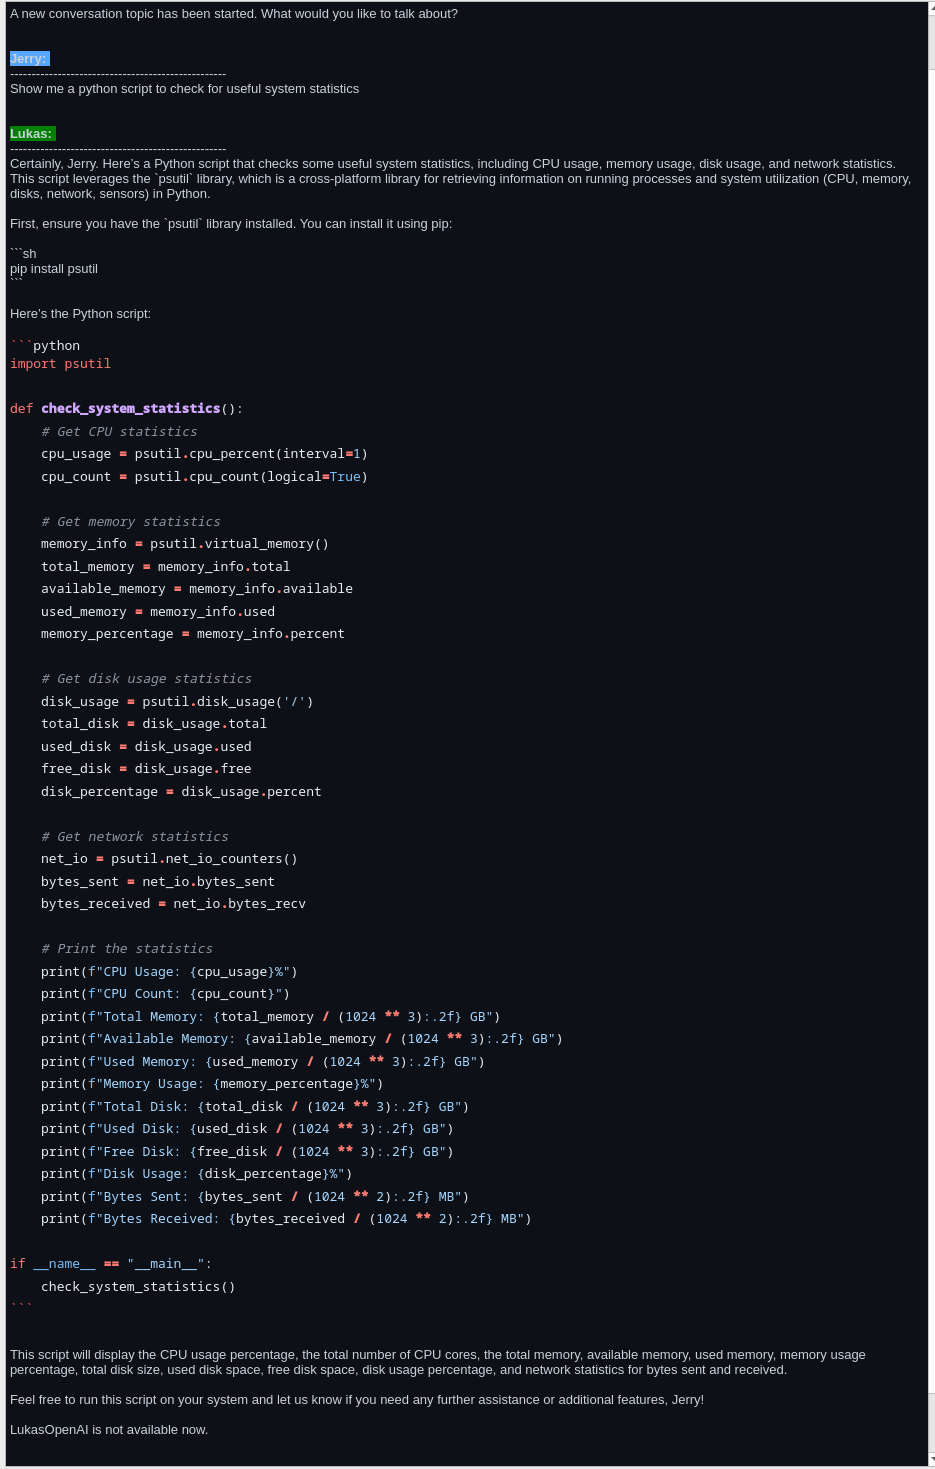 A new conversation topic has been started. What would you like to talk about?
Jerry:
--------------------------------------------------
Show me a python script to check for useful system statistics
Lukas:
--------------------------------------------------
Certainly, Jerry. Here's a Python script that checks some useful system statistics, including CPU usage, memory usage, disk usage, and network statistics.
This script leverages the `psutil` library, which is a cross-platform library for retrieving information on running processes and system utilization (CPU, memory,
disks, network, sensors) in Python.
First, ensure you have the `psutil` library installed. You can install it using pip:
```sh
pip install psutil
```
Here's the Python script:
```python
import psutil
def check_system_statistics():
    # Get CPU statistics
    cpu_usage = psutil.cpu_percent(interval=1)
    cpu_count = psutil.cpu_count(logical=True)
    # Get memory statistics
    memory_info = psutil.virtual_memory()
    total_memory = memory_info.total
    available_memory = memory_info.available
    used_memory = memory_info.used
    memory_percentage = memory_info.percent
    # Get disk usage statistics
    disk_usage = psutil.disk_usage('/')
    total_disk = disk_usage.total
    used_disk = disk_usage.used
    free_disk = disk_usage.free
    disk_percentage = disk_usage.percent
    # Get network statistics
    net_io = psutil.net_io_counters()
    bytes_sent = net_io.bytes_sent
    bytes_received = net_io.bytes_recv
    # Print the statistics
    print(f"CPU Usage: {cpu_usage}%")
    print(f"CPU Count: {cpu_count}")
    print(f"Total Memory: {total_memory / (1024 ** 3):.2f} GB")
    print(f"Available Memory: {available_memory / (1024 ** 3):.2f} GB")
    print(f"Used Memory: {used_memory / (1024 ** 3):.2f} GB")
    print(f"Memory Usage: {memory_percentage}%")
    print(f"Total Disk: {total_disk / (1024 ** 3):.2f} GB")
    print(f"Used Disk: {used_disk / (1024 ** 3):.2f} GB")
    print(f"Free Disk: {free_disk / (1024 ** 3):.2f} GB")
    print(f"Disk Usage: {disk_percentage}%")
    print(f"Bytes Sent: {bytes_sent / (1024 ** 2):.2f} MB")
    print(f"Bytes Received: {bytes_received / (1024 ** 2):.2f} MB")
if __name__ == "__main__":
    check_system_statistics()
```
This script will display the CPU usage percentage, the total number of CPU cores, the total memory, available memory, used memory, memory usage
percentage, total disk size, used disk space, free disk space, disk usage percentage, and network statistics for bytes sent and received.
Feel free to run this script on your system and let us know if you need any further assistance or additional features, Jerry!
LukasOpenAI is not available now.